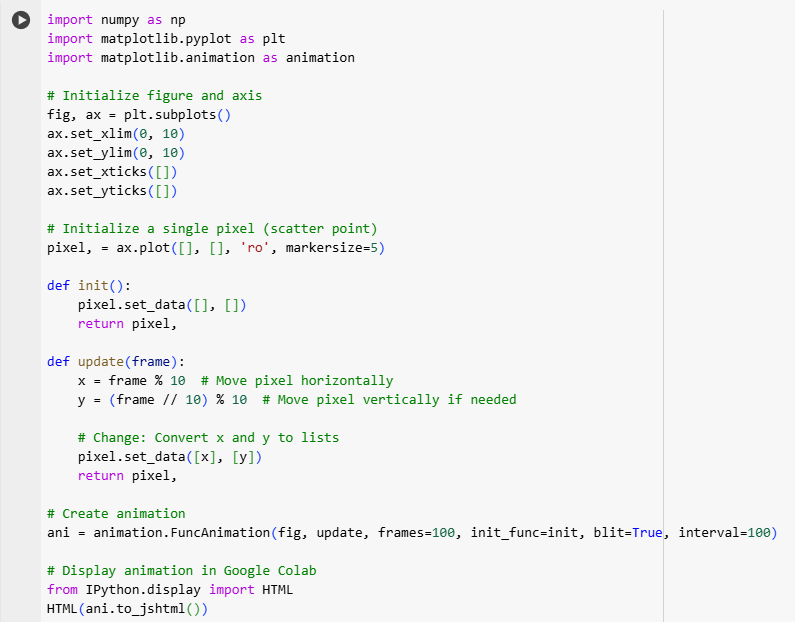 import numpy as np
import matplotlib.pyplot as plt
import matplotlib.animation as animation

# Initialize figure and axis
fig, ax = plt.subplots()
ax.set_xlim(0, 10)
ax.set_ylim(0, 10)
ax.set_xticks([])
ax.set_yticks([])

# Initialize a single pixel (scatter point)
pixel, = ax.plot([], [], 'ro', markersize=5)

def init():
    pixel.set_data([], [])
    return pixel,

def update(frame):
    x = frame % 10  # Move pixel horizontally
    y = (frame // 10) % 10  # Move pixel vertically if needed

    # Change: Convert x and y to lists
    pixel.set_data([x], [y])
    return pixel,

# Create animation
ani = animation.FuncAnimation(fig, update, frames=100, init_func=init, blit=True, interval=100)

# Display animation in Google Colab
from IPython.display import HTML
HTML(ani.to_jshtml())